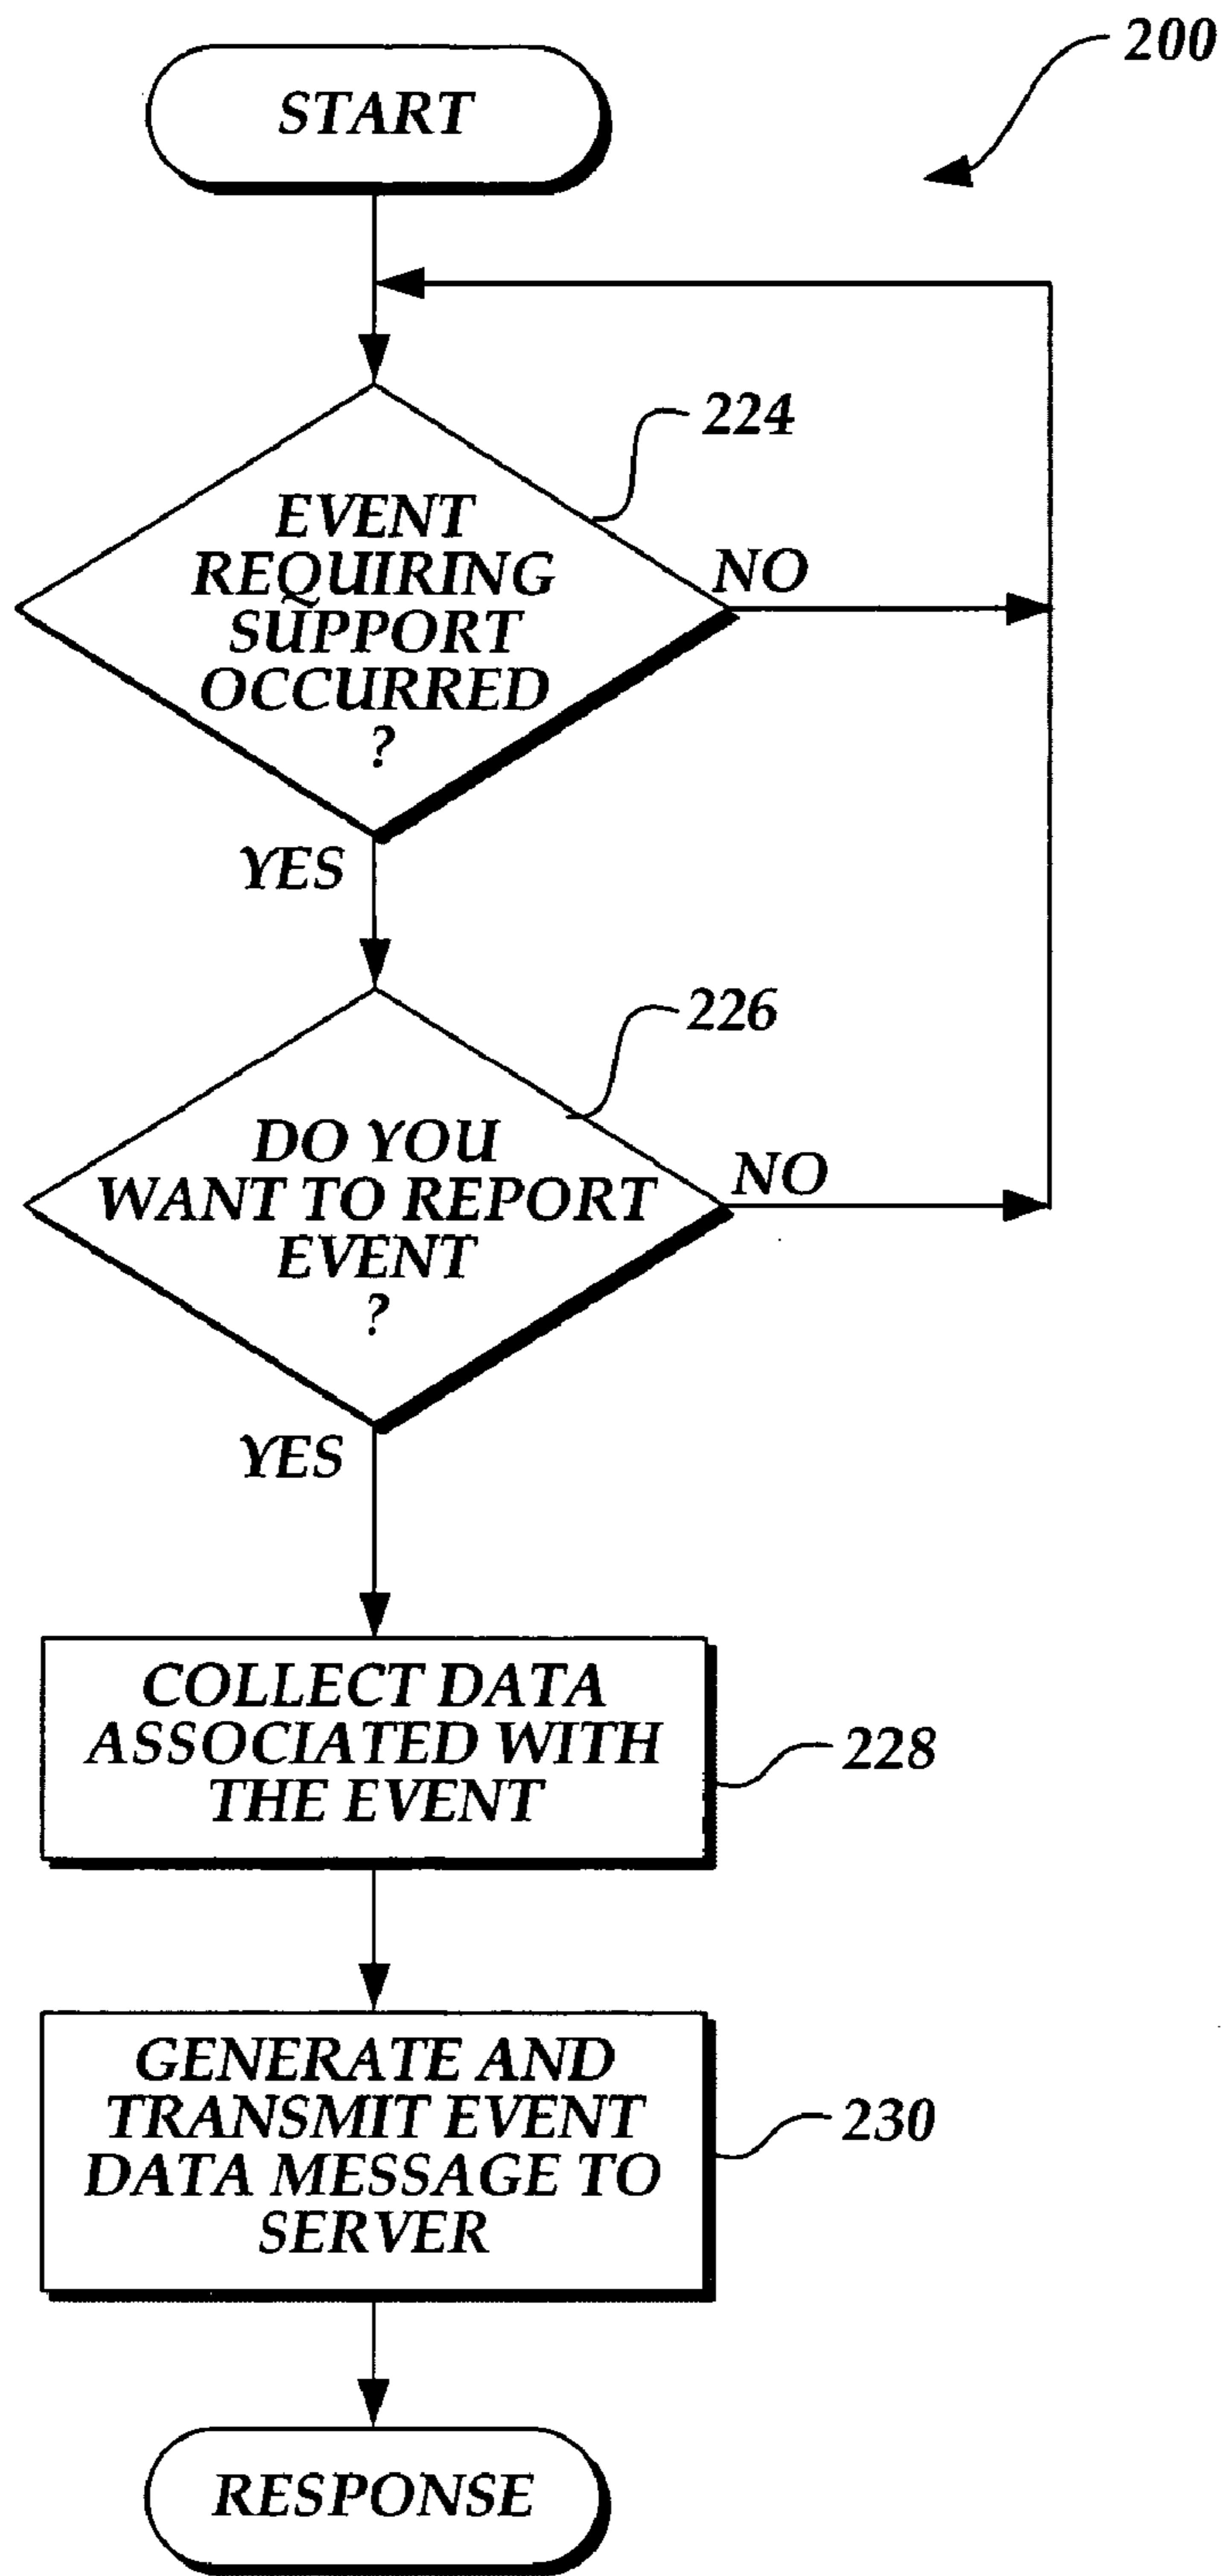 200
START
224
EVENT
REQUIRING
SUPPORT
OCCURRED
?
NO
YES
226
DO YOU
WANT TO REPORT
EVENT
?
NO
YES
COLLECT DATA
ASSOCIATED WITH
THE EVENT
228
GENERATE AND
TRANSMIT EVENT
DATA MESSAGE TO
SERVER
230
RESPONSE